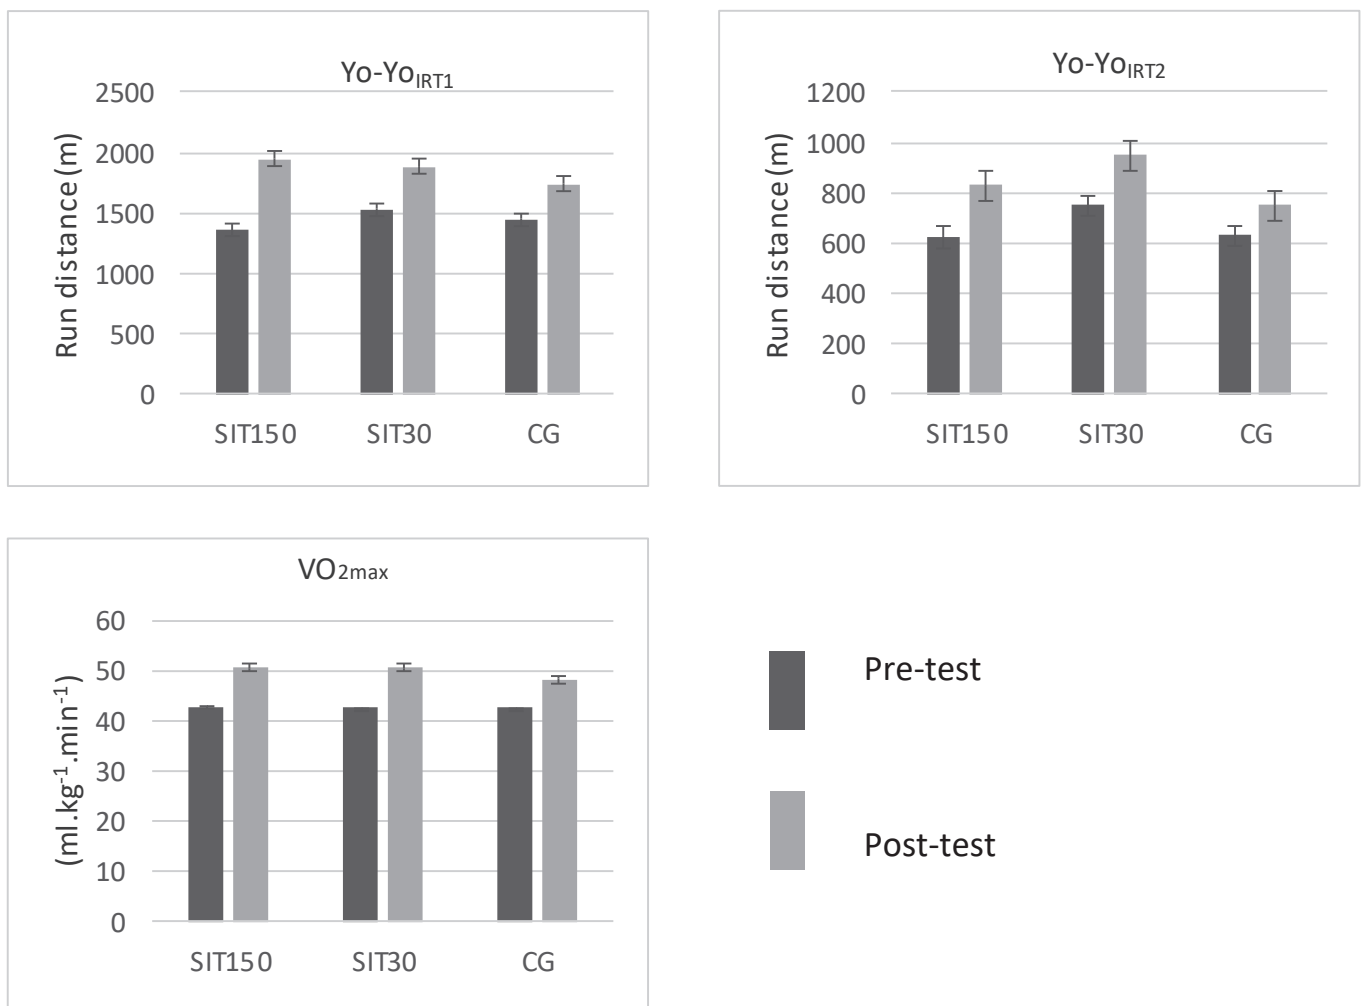 Yo-YoIRT1
2500
2000
1500
1000
500
0
Run distance (m)
SIT150 SIT30 CG
Yo-YoIRT2
1200
1000
800
600
400
200
0
Run distance (m)
SIT150 SIT30 CG
VO2max
60
50
40
30
20
10
0
(ml.kg-1.min-1)
SIT150 SIT30 CG
Pre-test
Post-test